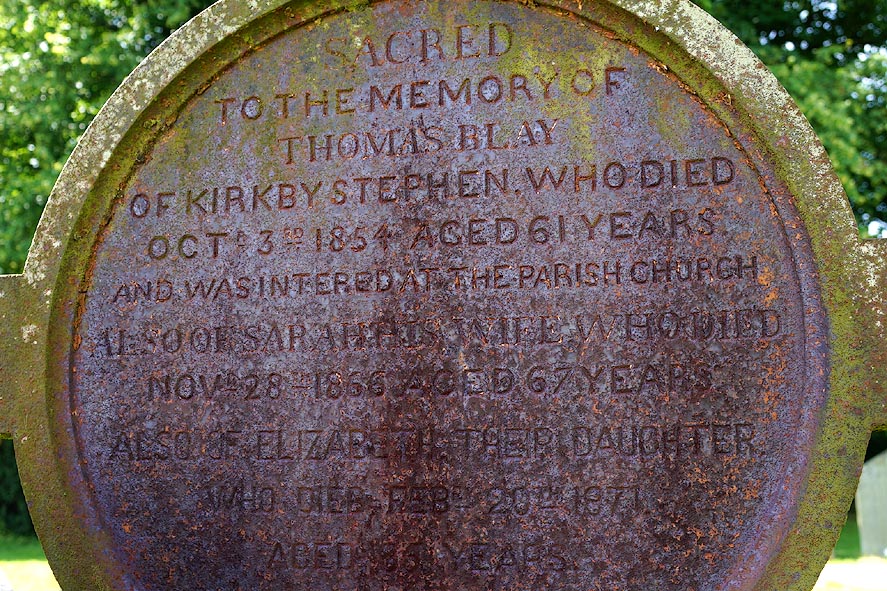 SACRED
TO THE MEMORY OF
THOMAS BLAY
OF KIRKBY STEPHEN. WHO DIED
OCTR 3RD 1854 AGED 61 YEARS.
AND WAS INTERED AT THE PARISH CHURCH
ALSO OF SARAH HIS WIFE WHO DIED
NOVR 28TH 1866 AGED 67 YEARS.
ALSO OF ELIZABETH THEIR DAUGHTER.
WHO DIED FEBY 20TH 1871
AGED YEARS.